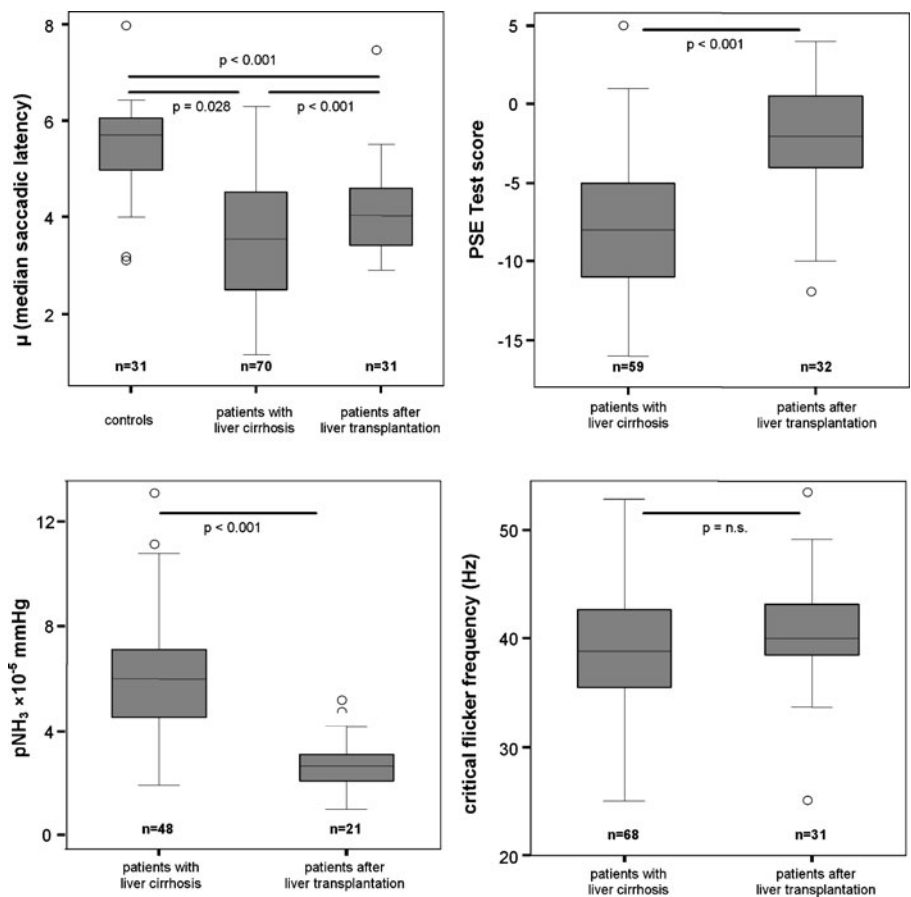 μ (median saccadic latency)
8
6
4
2
p < 0.001
p = 0.028
p < 0.001
n=31
n=70
n=31
controls
patients with
liver cirrhosis
patients after
liver transplantation
PSE Test score
5
0
-5
-10
-15
p < 0.001
n=59
n=32
patients with
liver cirrhosis
patients after
liver transplantation
pNH₃ ×10⁻⁵ mmHg
12
8
4
0
p < 0.001
n=48
n=21
patients with
liver cirrhosis
patients after
liver transplantation
critical flicker frequency (Hz)
50
40
30
20
p = n.s.
n=68
n=31
patients with
liver cirrhosis
patients after
liver transplantation